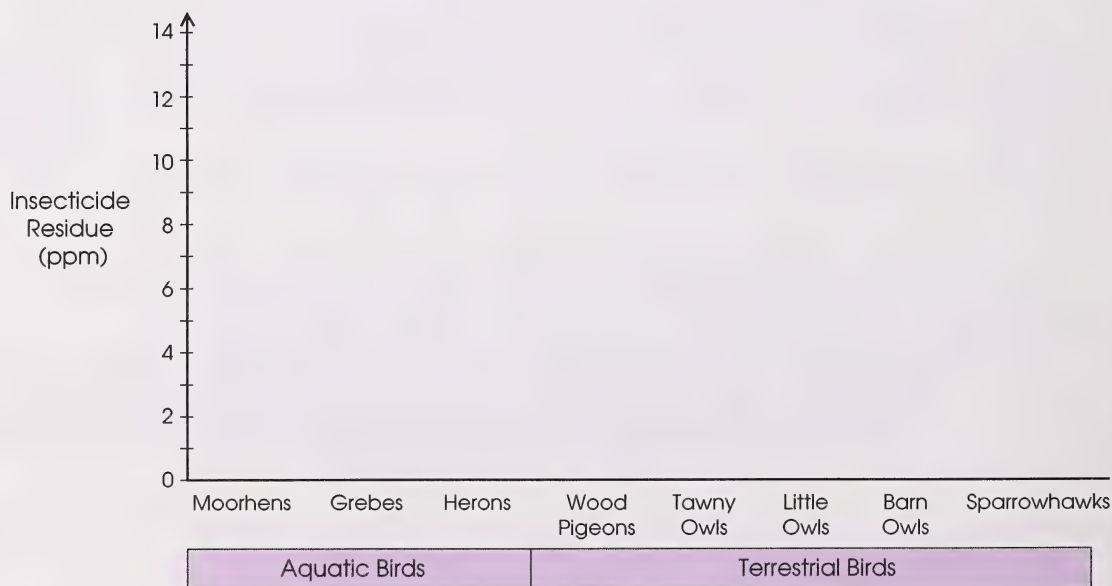 14
12
10
Insecticide
Residue
(ppm)
8
6
4
2
0
Moorhens Grebes Herons Wood Pigeons Tawny Owls Little Owls Barn Owls Sparrowhawks
Aquatic Birds Terrestrial Birds